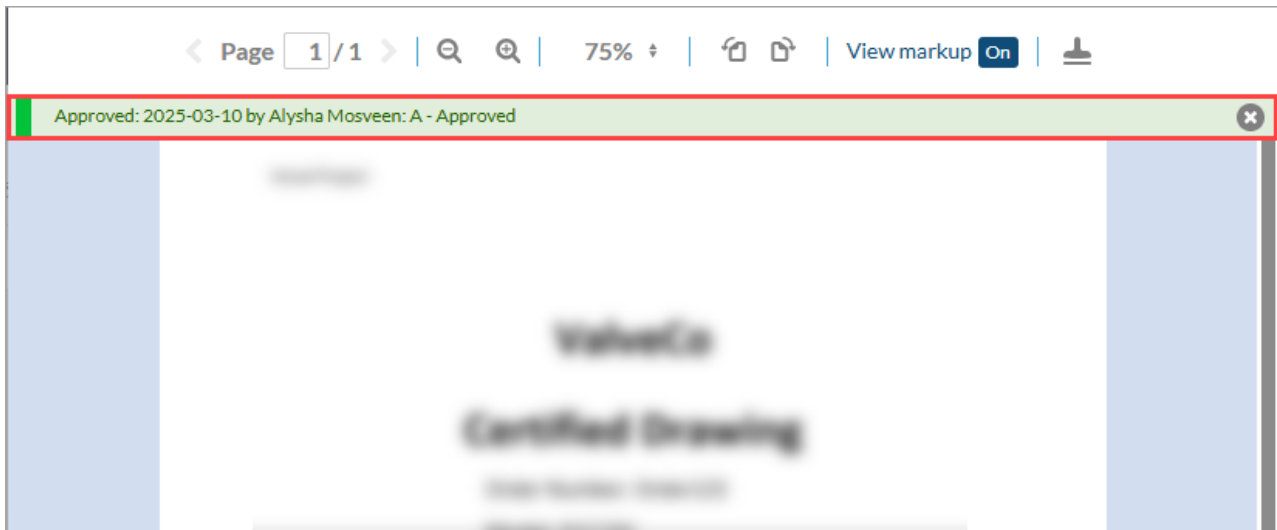 Page 1 / 1 75% View markup On
Approved: 2025-03-10 by Alysha Mosveen: A - Approved
ValveCo
Certified Drawing